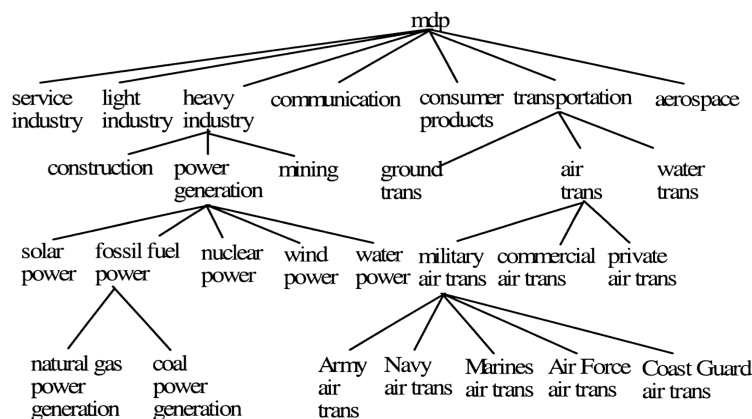 mdp
service
industry
light
industry
heavy
industry
communication
consumer
products
transportation
aerospace
construction
power
generation
mining
ground
trans
air
trans
water
trans
solar
power
fossil fuel
power
nuclear
power
wind
power
water
power
military
air trans
commercial
air trans
private
air trans
natural gas
power
generation
coal
power
generation
Army
air
trans
Navy
air trans
Marines
air trans
Air Force
air trans
Coast Guard
air trans